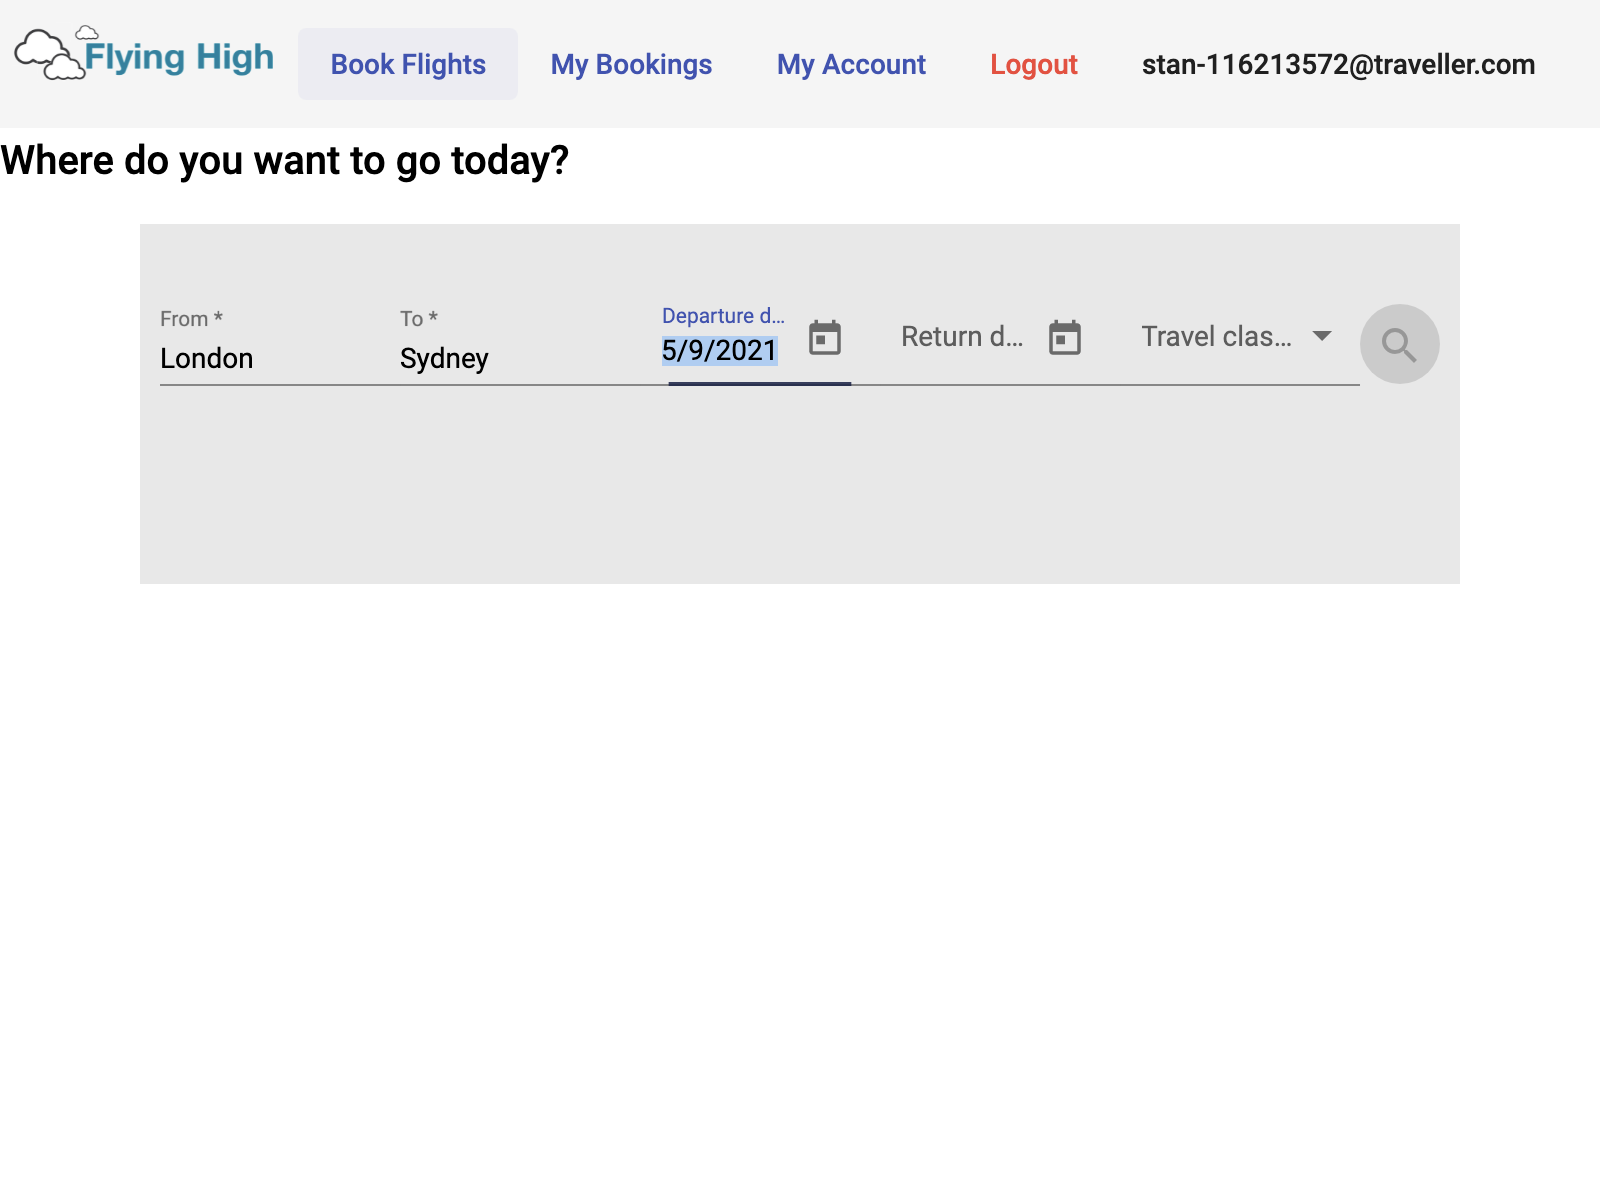 Flying High
Book Flights
My Bookings
My Account
Logout
stan-116213572@traveller.com
Where do you want to go today?
From *
London
To *
Sydney
Departure d...
5/9/2021
Return d...
Travel clas...